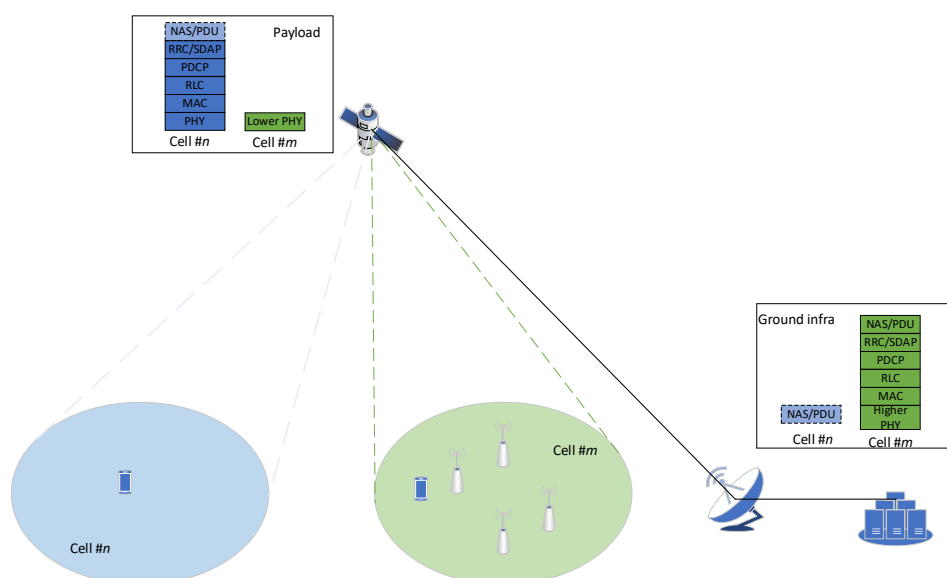 NAS/PDU
Payload
RRC/SDAP
PDCP
RLC
MAC
PHY
Lower PHY
Cell #n
Cell #m
Ground infra
NAS/PDU
RRC/SDAP
PDCP
RLC
MAC
NAS/PDU
Higher
PHY
Cell #n
Cell #m
Cell #m
Cell #n